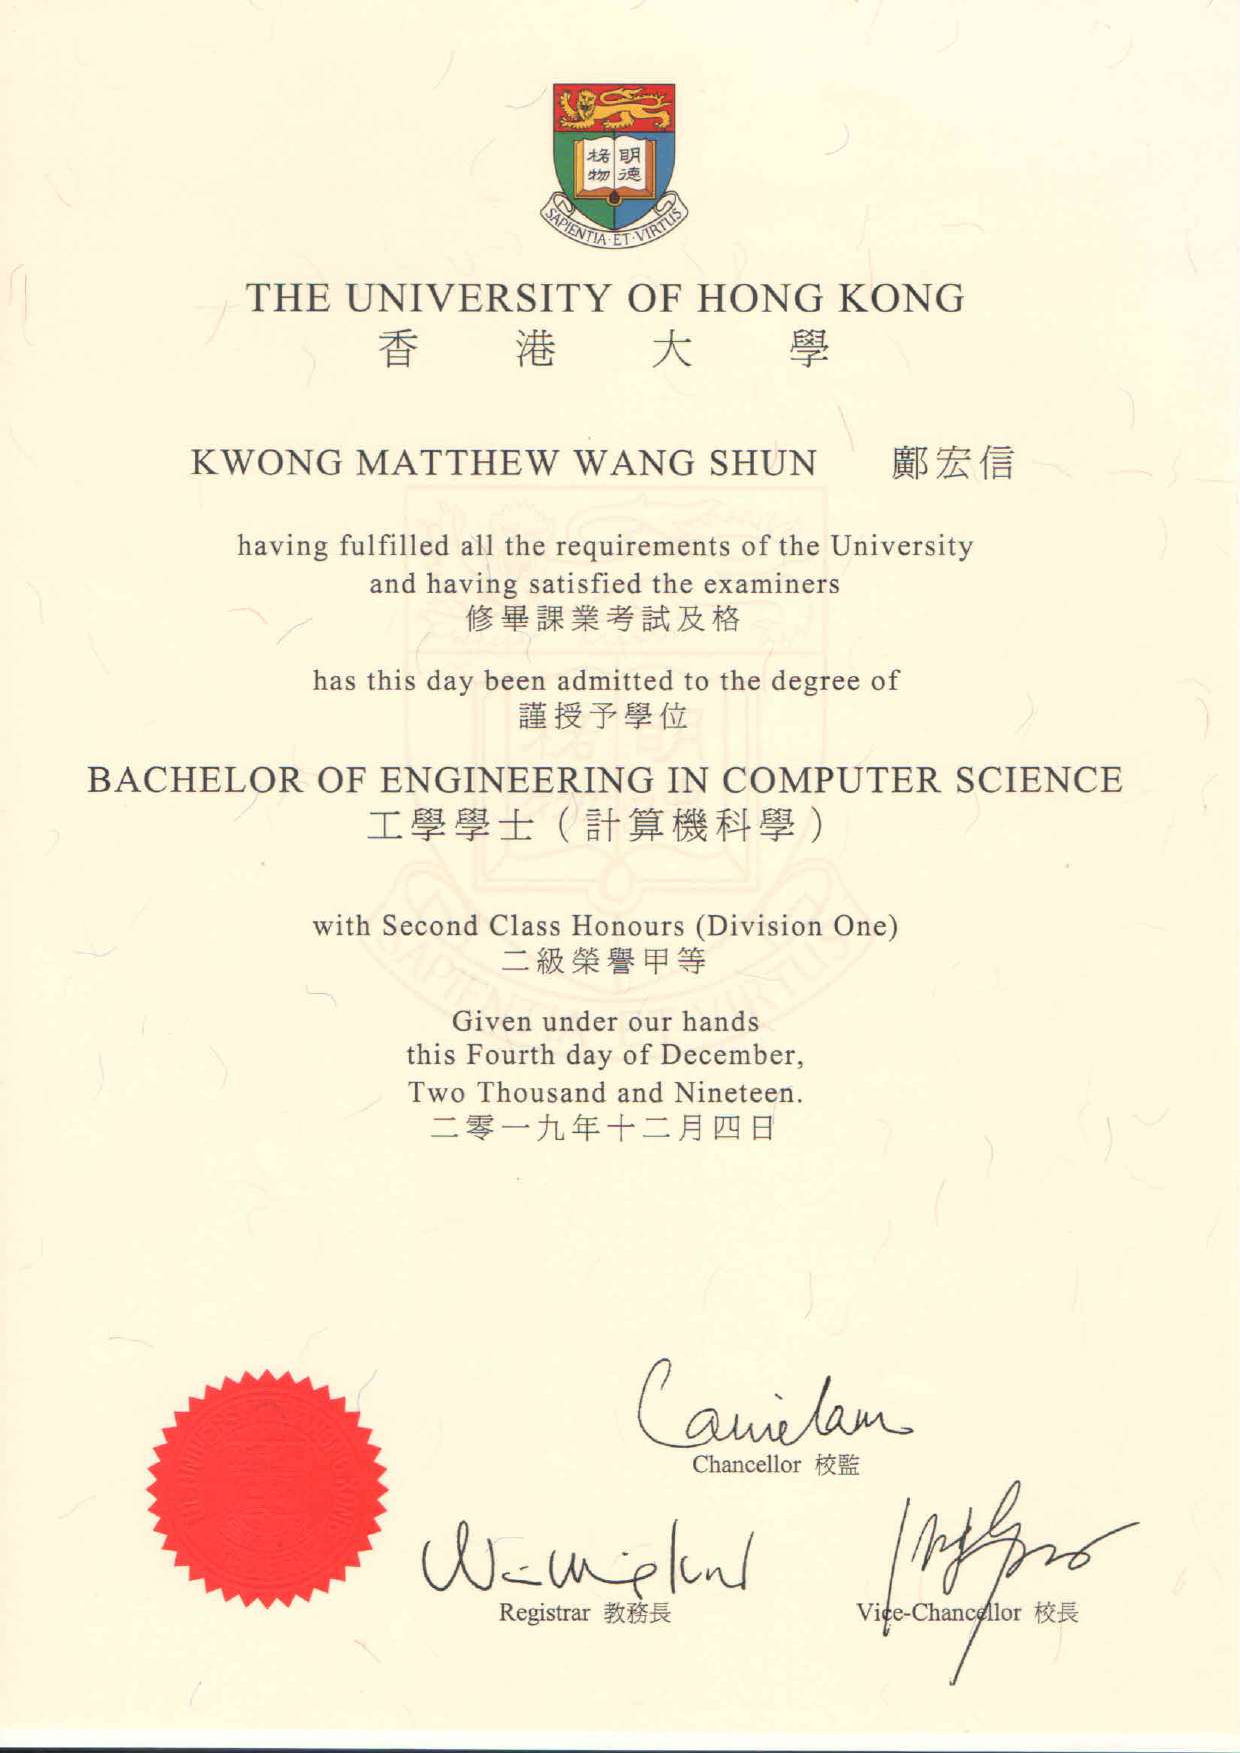 格物 明德
SAPIENTIA·ET·VIRTUS
THE UNIVERSITY OF HONG KONG
香港大學
KWONG MATTHEW WANG SHUN 鄺宏信
having fulfilled all the requirements of the University
and having satisfied the examiners
修畢課業考試及格
has this day been admitted to the degree of
謹授予學位
BACHELOR OF ENGINEERING IN COMPUTER SCIENCE
工學學士（計算機科學）
with Second Class Honours (Division One)
二級榮譽甲等
Given under our hands
this Fourth day of December,
Two Thousand and Nineteen.
二零一九年十二月四日
Chancellor 校監
Registrar 教務長
Vice-Chancellor 校長